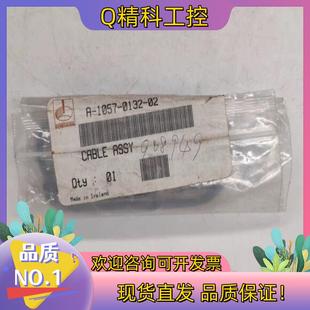 Q精科工控
A-1057-0132-02
CABLE ASSY
Qty : 01
Made in Ireland
品质
NO.1
欢迎咨询可开发票
现货直发 品质保证!